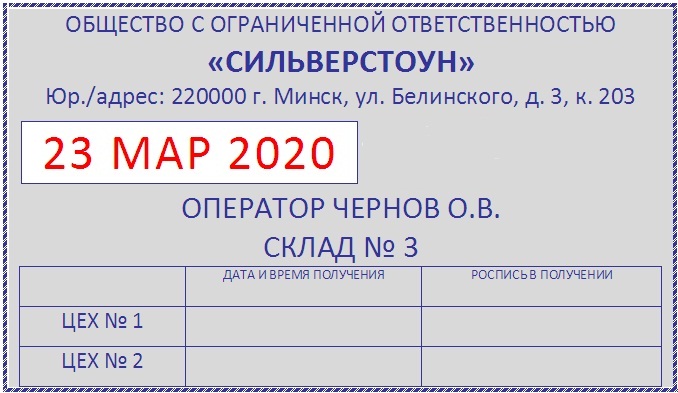 ОБЩЕСТВО С ОГРАНИЧЕННОЙ ОТВЕТСТВЕННОСТЬЮ
«СИЛЬВЕРСТОУН»
Юр./адрес: 220000 г. Минск, ул. Белинского, д. 3, к. 203
23 МАР 2020
ОПЕРАТОР ЧЕРНОВ О.В.
СКЛАД № 3
ДАТА И ВРЕМЯ ПОЛУЧЕНИЯ РОСПИСЬ В ПОЛУЧЕНИИ
ЦЕХ № 1
ЦЕХ № 2